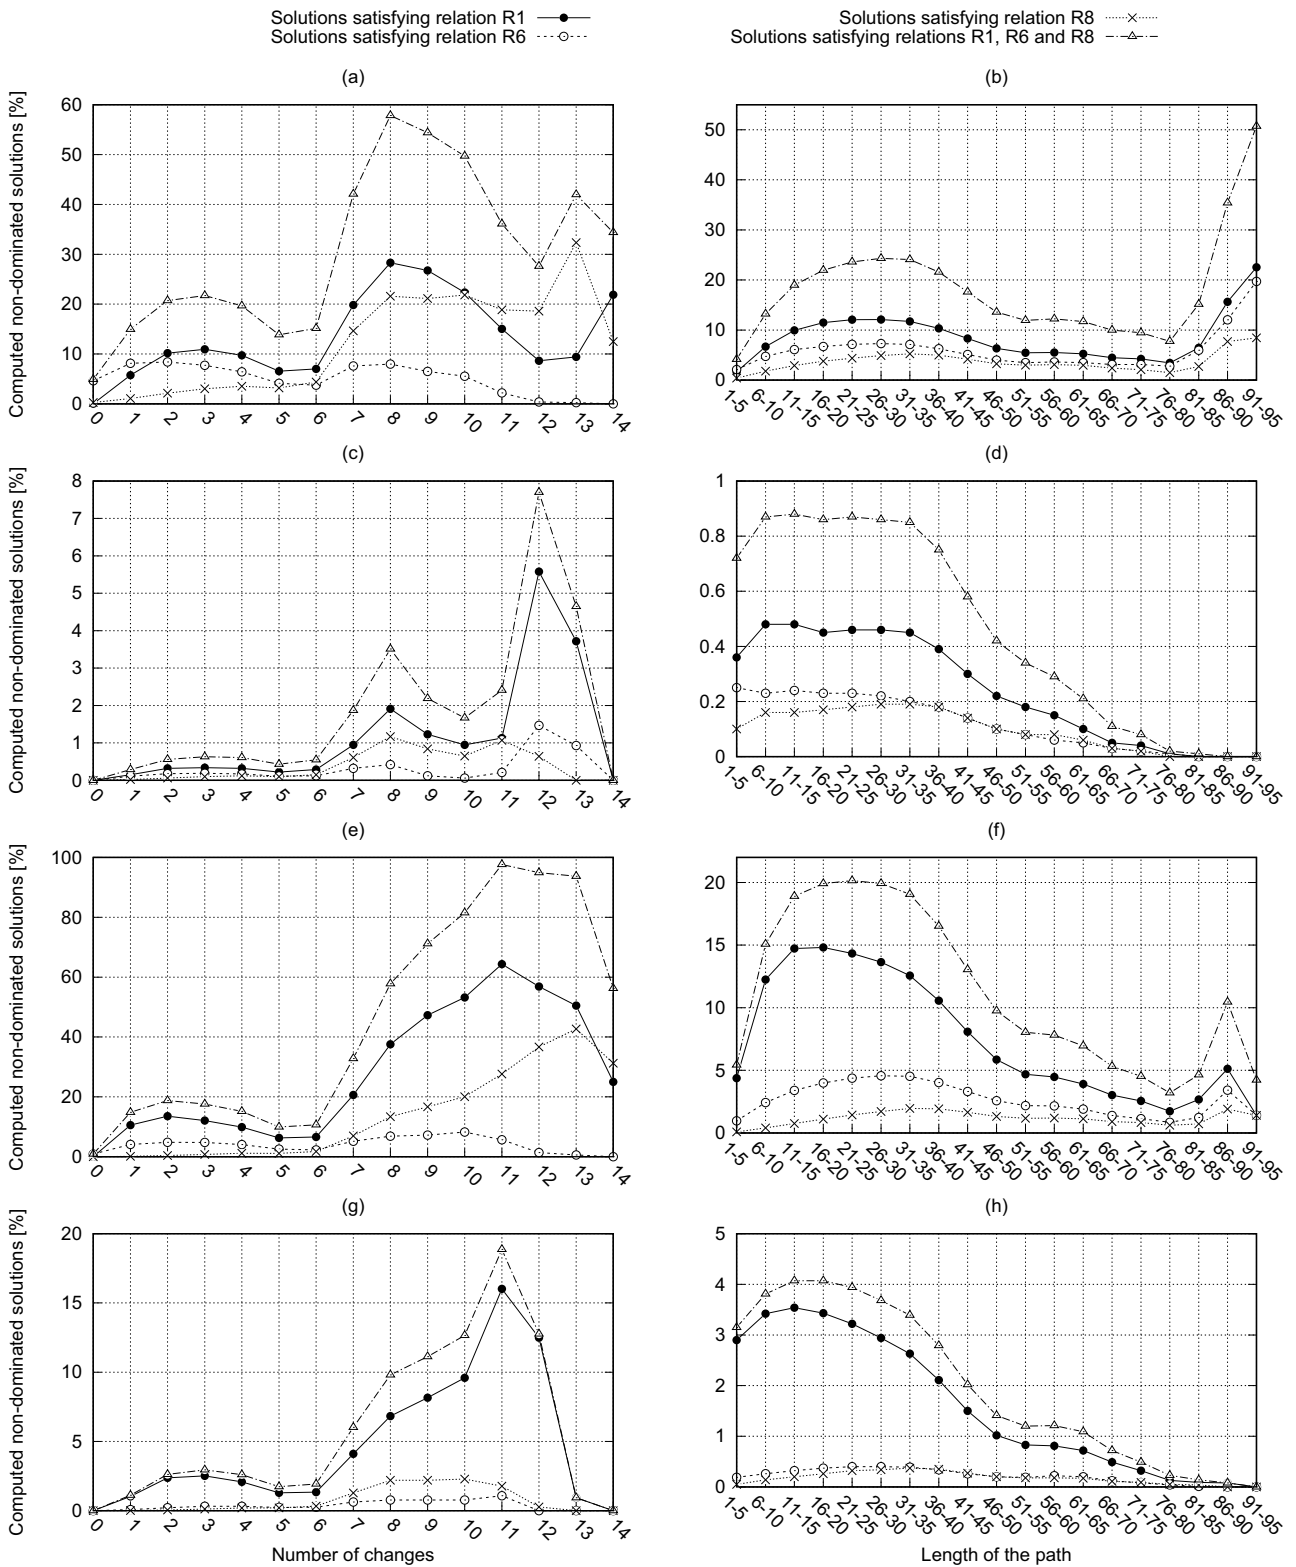 Solutions satisfying relation R1
Solutions satisfying relation R6
Solutions satisfying relation R8
Solutions satisfying relations R1, R6 and R8
(a)
Computed non-dominated solutions [%]
60
50
40
30
20
10
0
0 1 2 3 4 5 6 7 8 9 10 11 12 13 14
(b)
50
40
30
20
10
0
1-5 6-10 11-15 16-20 21-25 26-30 31-35 36-40 41-45 46-50 51-55 56-60 61-65 66-70 71-75 76-80 81-85 86-90 91-95
(c)
Computed non-dominated solutions [%]
8
7
6
5
4
3
2
1
0
0 1 2 3 4 5 6 7 8 9 10 11 12 13 14
(d)
1
0.8
0.6
0.4
0.2
0
1-5 6-10 11-15 16-20 21-25 26-30 31-35 36-40 41-45 46-50 51-55 56-60 61-65 66-70 71-75 76-80 81-85 86-90 91-95
(e)
Computed non-dominated solutions [%]
100
80
60
40
20
0
0 1 2 3 4 5 6 7 8 9 10 11 12 13 14
(f)
20
15
10
5
0
1-5 6-10 11-15 16-20 21-25 26-30 31-35 36-40 41-45 46-50 51-55 56-60 61-65 66-70 71-75 76-80 81-85 86-90 91-95
(g)
Computed non-dominated solutions [%]
20
15
10
5
0
0 1 2 3 4 5 6 7 8 9 10 11 12 13 14
Number of changes
(h)
5
4
3
2
1
0
1-5 6-10 11-15 16-20 21-25 26-30 31-35 36-40 41-45 46-50 51-55 56-60 61-65 66-70 71-75 76-80 81-85 86-90 91-95
Length of the path